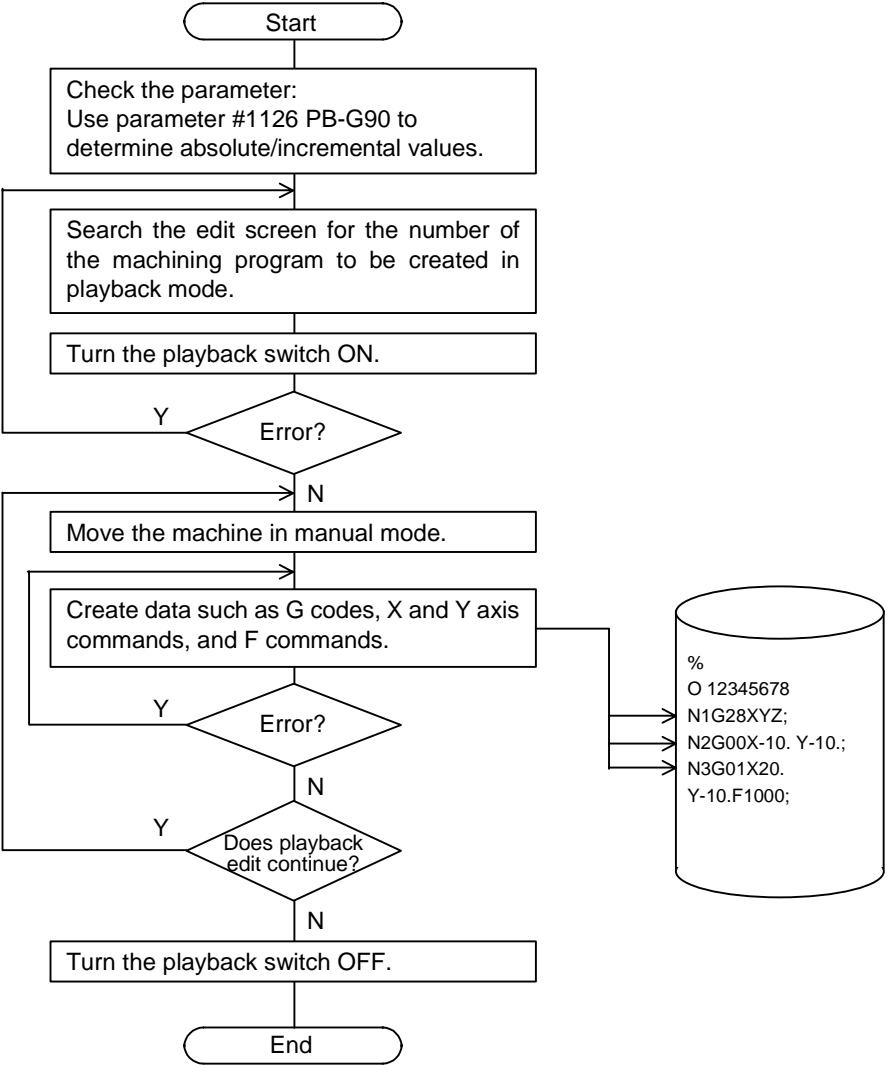 Start
Check the parameter:
Use parameter #1126 PB-G90 to
determine absolute/incremental values.
Search the edit screen for the number of
the machining program to be created in
playback mode.
Turn the playback switch ON.
Y
Error?
N
Move the machine in manual mode.
Create data such as G codes, X and Y axis
commands, and F commands.
%
O 12345678
N1G28XYZ;
N2G00X-10. Y-10.;
N3G01X20.
Y-10.F1000;
Y
Error?
N
Y
Does playback
edit continue?
N
Turn the playback switch OFF.
End